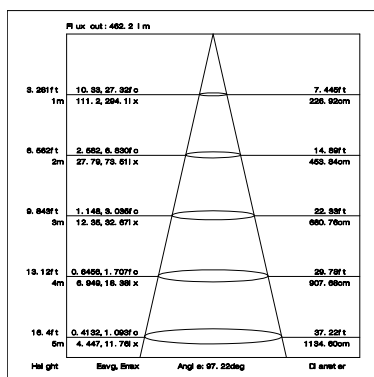 Flux out: 462.2 lm
3.281ft 10.33, 27.32fc 7.445ft
1m 111.2, 294.1lx 226.92cm
6.562ft 2.582, 6.830fc 14.89ft
2m 27.79, 73.51lx 453.84cm
9.843ft 1.148, 3.035fc 22.33ft
3m 12.35, 32.67lx 680.76cm
13.12ft 0.6456, 1.707fc 29.78ft
4m 6.949, 18.38lx 907.68cm
16.4ft 0.4132, 1.093fc 37.22ft
5m 4.447, 11.76lx 1134.60cm
Height Eavg, Emax Angle: 97.22deg Diameter